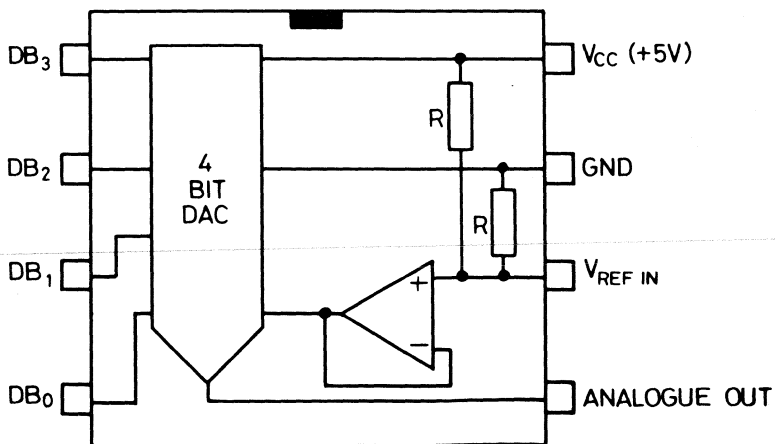 DB3
DB2
DB1
DB0
4
BIT
DAC
R
R
+
−
VCC (+5V)
GND
VREF IN
ANALOGUE OUT